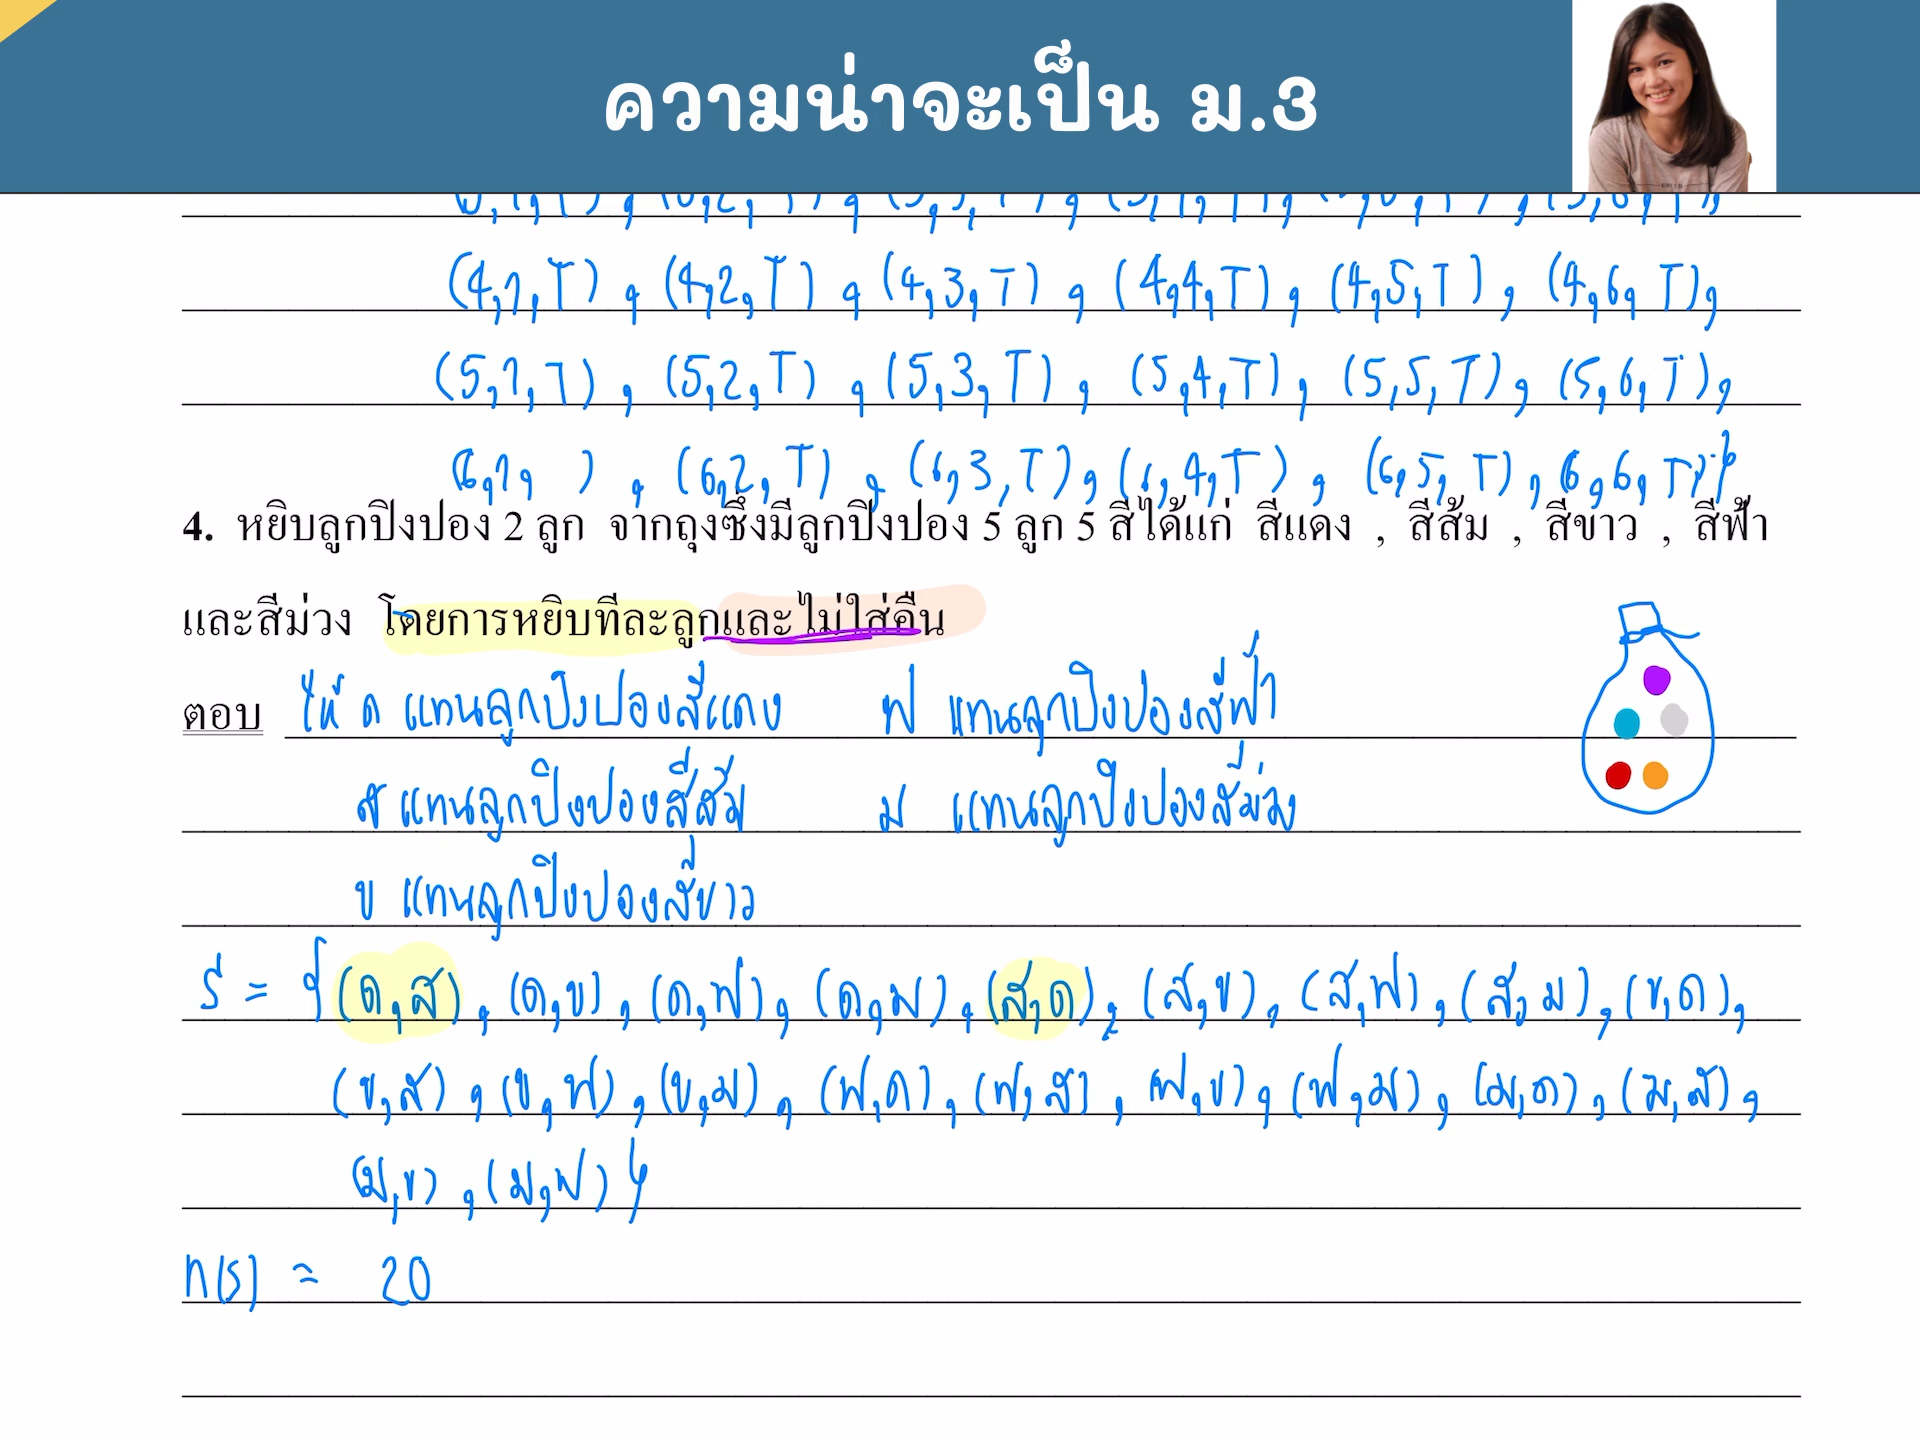 ความน่าจะเป็น ม.3
(4,1,T) , (4,2,T) , (4,3,T) , (4,4,T) , (4,5,T) , (4,6,T),
(5,1,T) , (5,2,T) , (5,3,T) , (5,4,T) , (5,5,T) , (5,6,T),
(6,1, ) , (6,2,T) , (6,3,T) , (6,4,T) , (6,5,T) , (6,6,T)}
4. หยิบลูกปิงปอง 2 ลูก จากถุงซึ่งมีลูกปิงปอง 5 ลูก 5 สีได้แก่ สีแดง , สีส้ม , สีขาว , สีฟ้า
และสีม่วง โดยการหยิบทีละลูกและไม่ใส่คืน
ตอบ ให้ ด แทนลูกปิงปองสีแดง ฟ แทนลูกปิงปองสีฟ้า
ส แทนลูกปิงปองสีส้ม ม แทนลูกปิงปองสีม่วง
ข แทนลูกปิงปองสีขาว
S = {(ด,ส) , (ด,ข) , (ด,ฟ) , (ด,ม) , (ส,ด) , (ส,ข) , (ส,ฟ) , (ส,ม) , (ข,ด) ,
(ข,ส) , (ข,ฟ) , (ข,ม) , (ฟ,ด) , (ฟ,ส) , (ฟ,ข) , (ฟ,ม) , (ม,ด) , (ม,ส) ,
(ม,ข) , (ม,ฟ) }
n(S) = 20